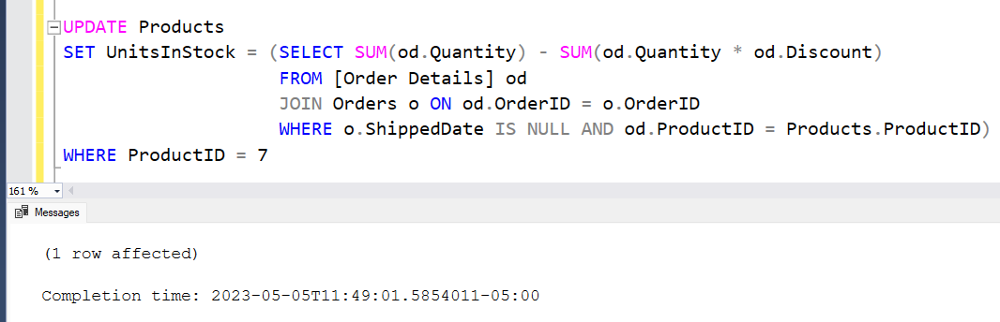 UPDATE Products
SET UnitsInStock = (SELECT SUM(od.Quantity) - SUM(od.Quantity * od.Discount)
FROM [Order Details] od
JOIN Orders o ON od.OrderID = o.OrderID
WHERE o.ShippedDate IS NULL AND od.ProductID = Products.ProductID)
WHERE ProductID = 7
161 %
Messages
(1 row affected)
Completion time: 2023-05-05T11:49:01.5854011-05:00